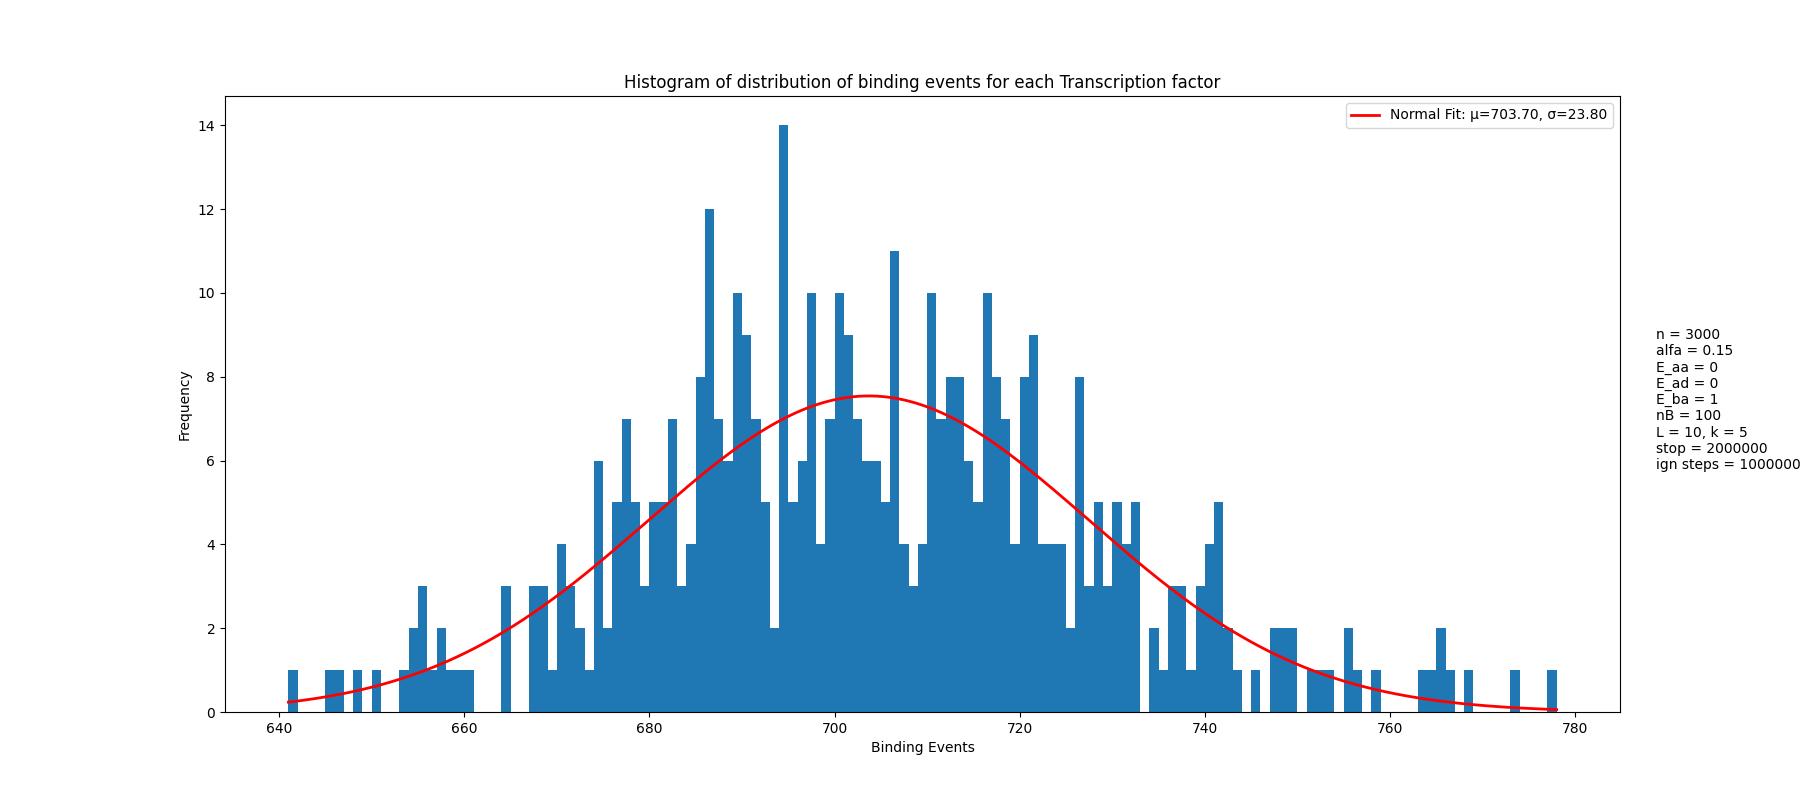 Histogram of distribution of binding events for each Transcription factor
Normal Fit: μ=703.70, σ=23.80
14
12
10
8
6
4
2
0
Frequency
640 660 680 700 720 740 760 780
Binding Events
n = 3000
alfa = 0.15
E_aa = 0
E_ad = 0
E_ba = 1
nB = 100
L = 10, k = 5
stop = 2000000
ign steps = 1000000